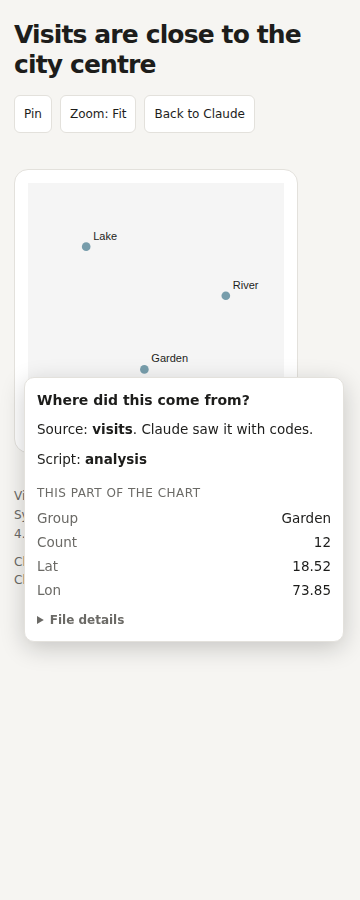 Visits are close to the
city centre
Pin
Zoom: Fit
Back to Claude
Lake
River
Garden
Where did this come from?
Source: visits. Claude saw it with codes.
Script: analysis
THIS PART OF THE CHART
Group Garden
Count 12
Lat 18.52
Lon 73.85
File details